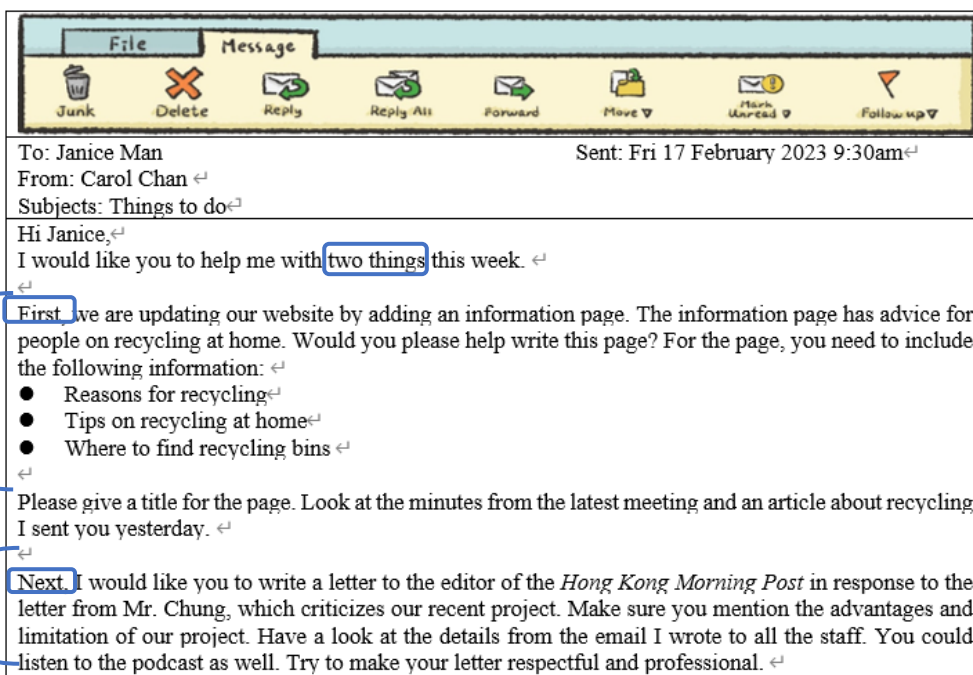 File Message
Junk Delete Reply Reply All Forward Move Mark Unread Follow up
To: Janice Man Sent: Fri 17 February 2023 9:30am
From: Carol Chan
Subjects: Things to do
Hi Janice,
I would like you to help me with two things this week.
First, we are updating our website by adding an information page. The information page has advice for
people on recycling at home. Would you please help write this page? For the page, you need to include
the following information:
● Reasons for recycling
● Tips on recycling at home
● Where to find recycling bins
Please give a title for the page. Look at the minutes from the latest meeting and an article about recycling
I sent you yesterday.
Next, I would like you to write a letter to the editor of the Hong Kong Morning Post in response to the
letter from Mr. Chung, which criticizes our recent project. Make sure you mention the advantages and
limitation of our project. Have a look at the details from the email I wrote to all the staff. You could
listen to the podcast as well. Try to make your letter respectful and professional.